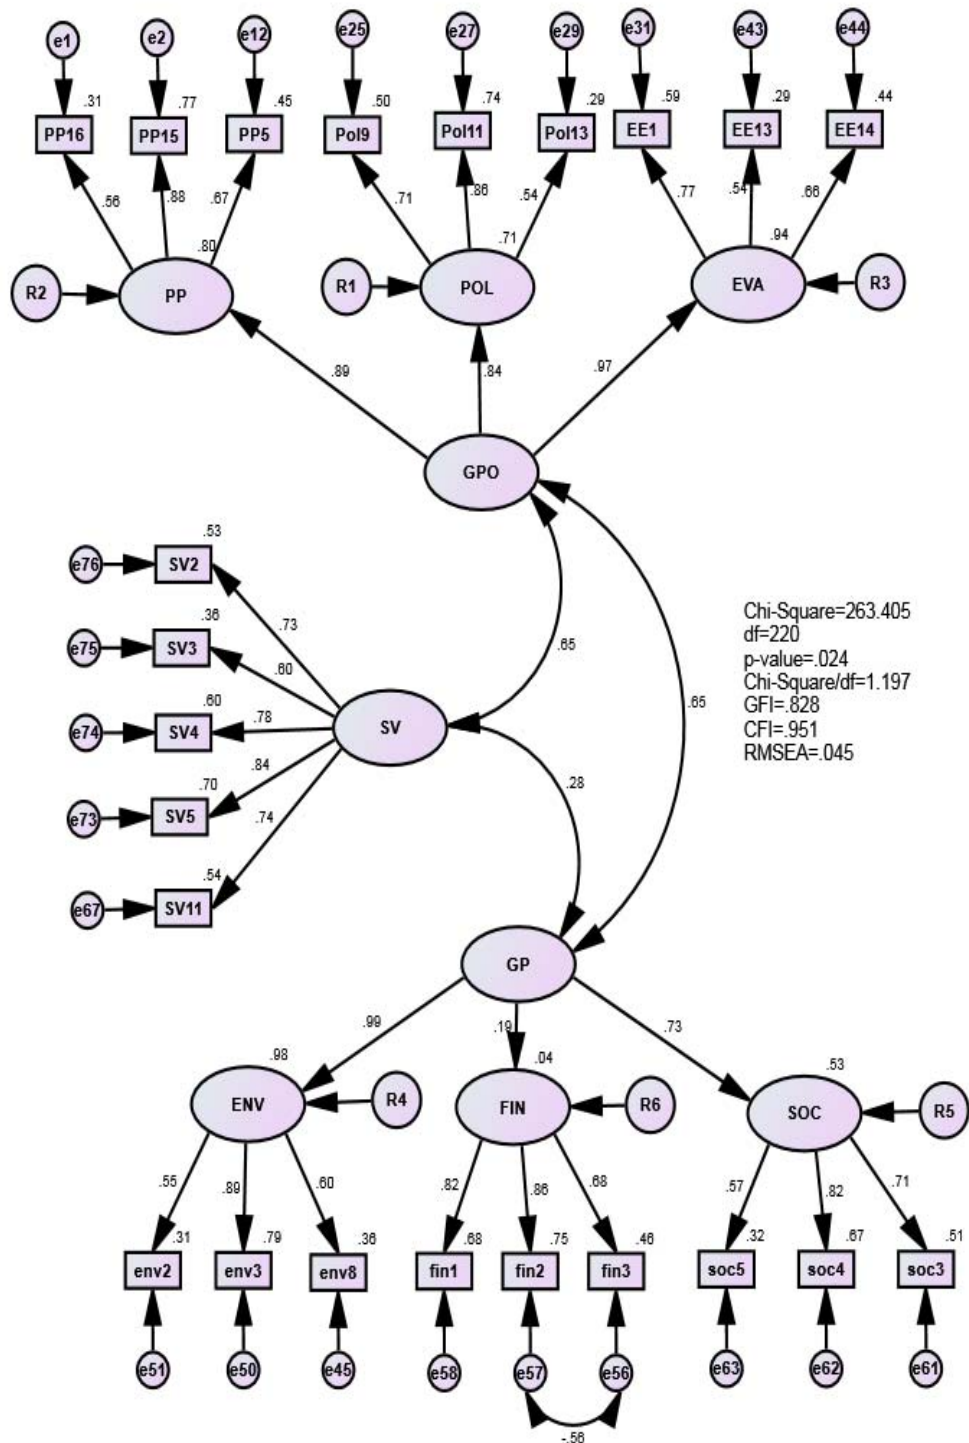 e1 e2 e12 e25 e27 e29 e31 e43 e44
.31 .77 .45 .50 .74 .29 .59 .29 .44
PP16 PP15 PP5 Pol9 Pol11 Pol13 EE1 EE13 EE14
.56 .88 .67 .71 .86 .54 .77 .54 .66
.80 .71 .94
R2 PP R1 POL EVA R3
.89 .84 .97
GPO
.53
e76 SV2
.73
.36
e75 SV3
.60
.65
.60
e74 SV4
.78
SV
.70
e73 SV5
.84
.28
.74
.54
e67 SV11
.65
Chi-Square=263.405
df=220
p-value=.024
Chi-Square/df=1.197
GFI=.828
CFI=.951
RMSEA=.045
GP
.99 .19 .73
.98 .04 .53
ENV R4 FIN R6 SOC R5
.55 .89 .60 .82 .86 .68 .57 .82 .71
.31 .79 .36 .68 .75 .46 .32 .67 .51
env2 env3 env8 fin1 fin2 fin3 soc5 soc4 soc3
e51 e50 e45 e58 e57 e56 e63 e62 e61
-.56